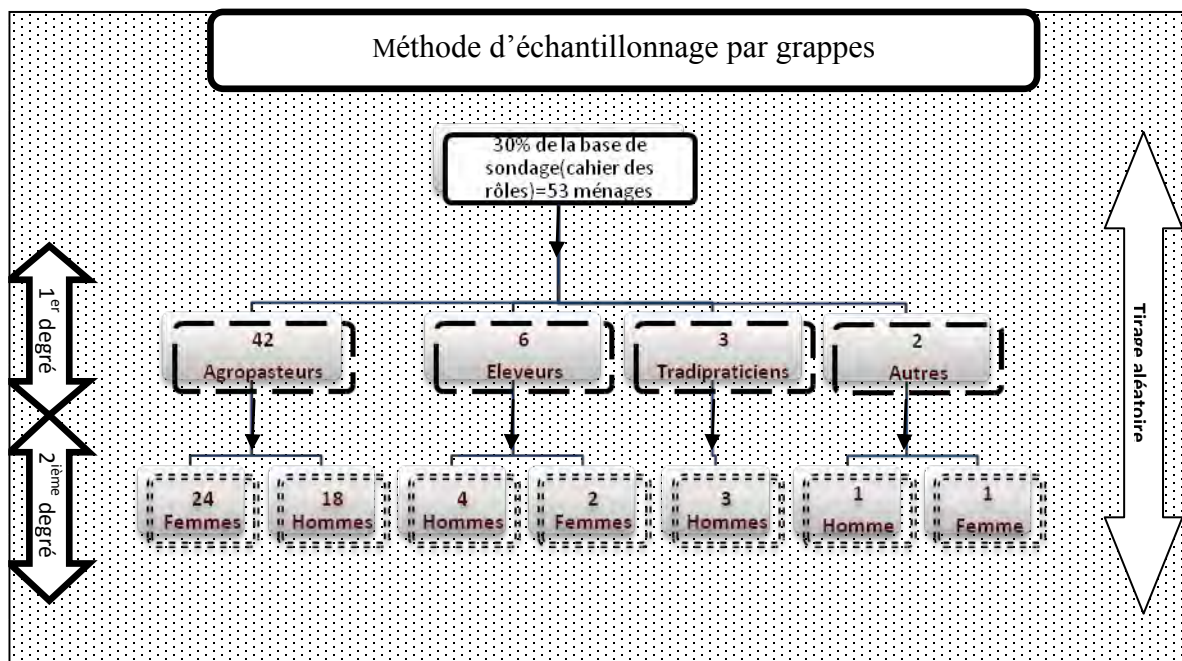 Méthode d'échantillonnage par grappes
30% de la base de
sondage(cahier des
rôles)=53 ménages
1er degré
42
Agropasteurs
6
Eleveurs
3
Tradipraticiens
2
Autres
Tirage aléatoire
2ième degré
24
Femmes
18
Hommes
4
Hommes
2
Femmes
3
Hommes
1
Homme
1
Femme